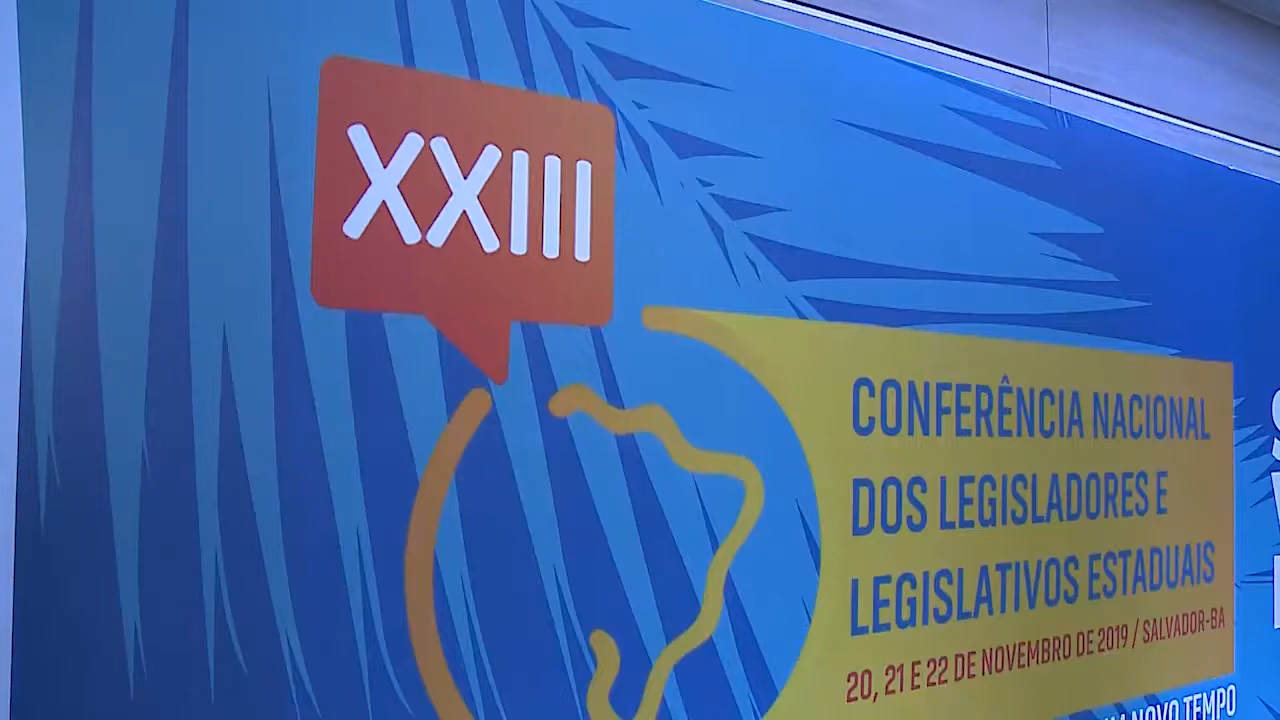 XXIII
CONFERÊNCIA NACIONAL
DOS LEGISLADORES E
LEGISLATIVOS ESTADUAIS
20, 21 E 22 DE NOVEMBRO DE 2019 / SALVADOR-BA
NOVO TEMPO